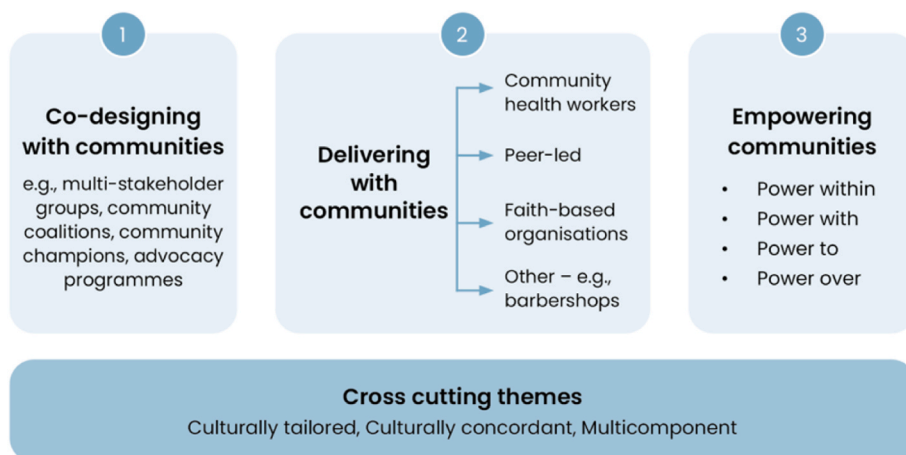 1
Co-designing
with communities
e.g., multi-stakeholder
groups, community
coalitions, community
champions, advocacy
programmes
2
Delivering
with
communities
Community
health workers
Peer-led
Faith-based
organisations
Other – e.g.,
barbershops
3
Empowering
communities
• Power within
• Power with
• Power to
• Power over
Cross cutting themes
Culturally tailored, Culturally concordant, Multicomponent